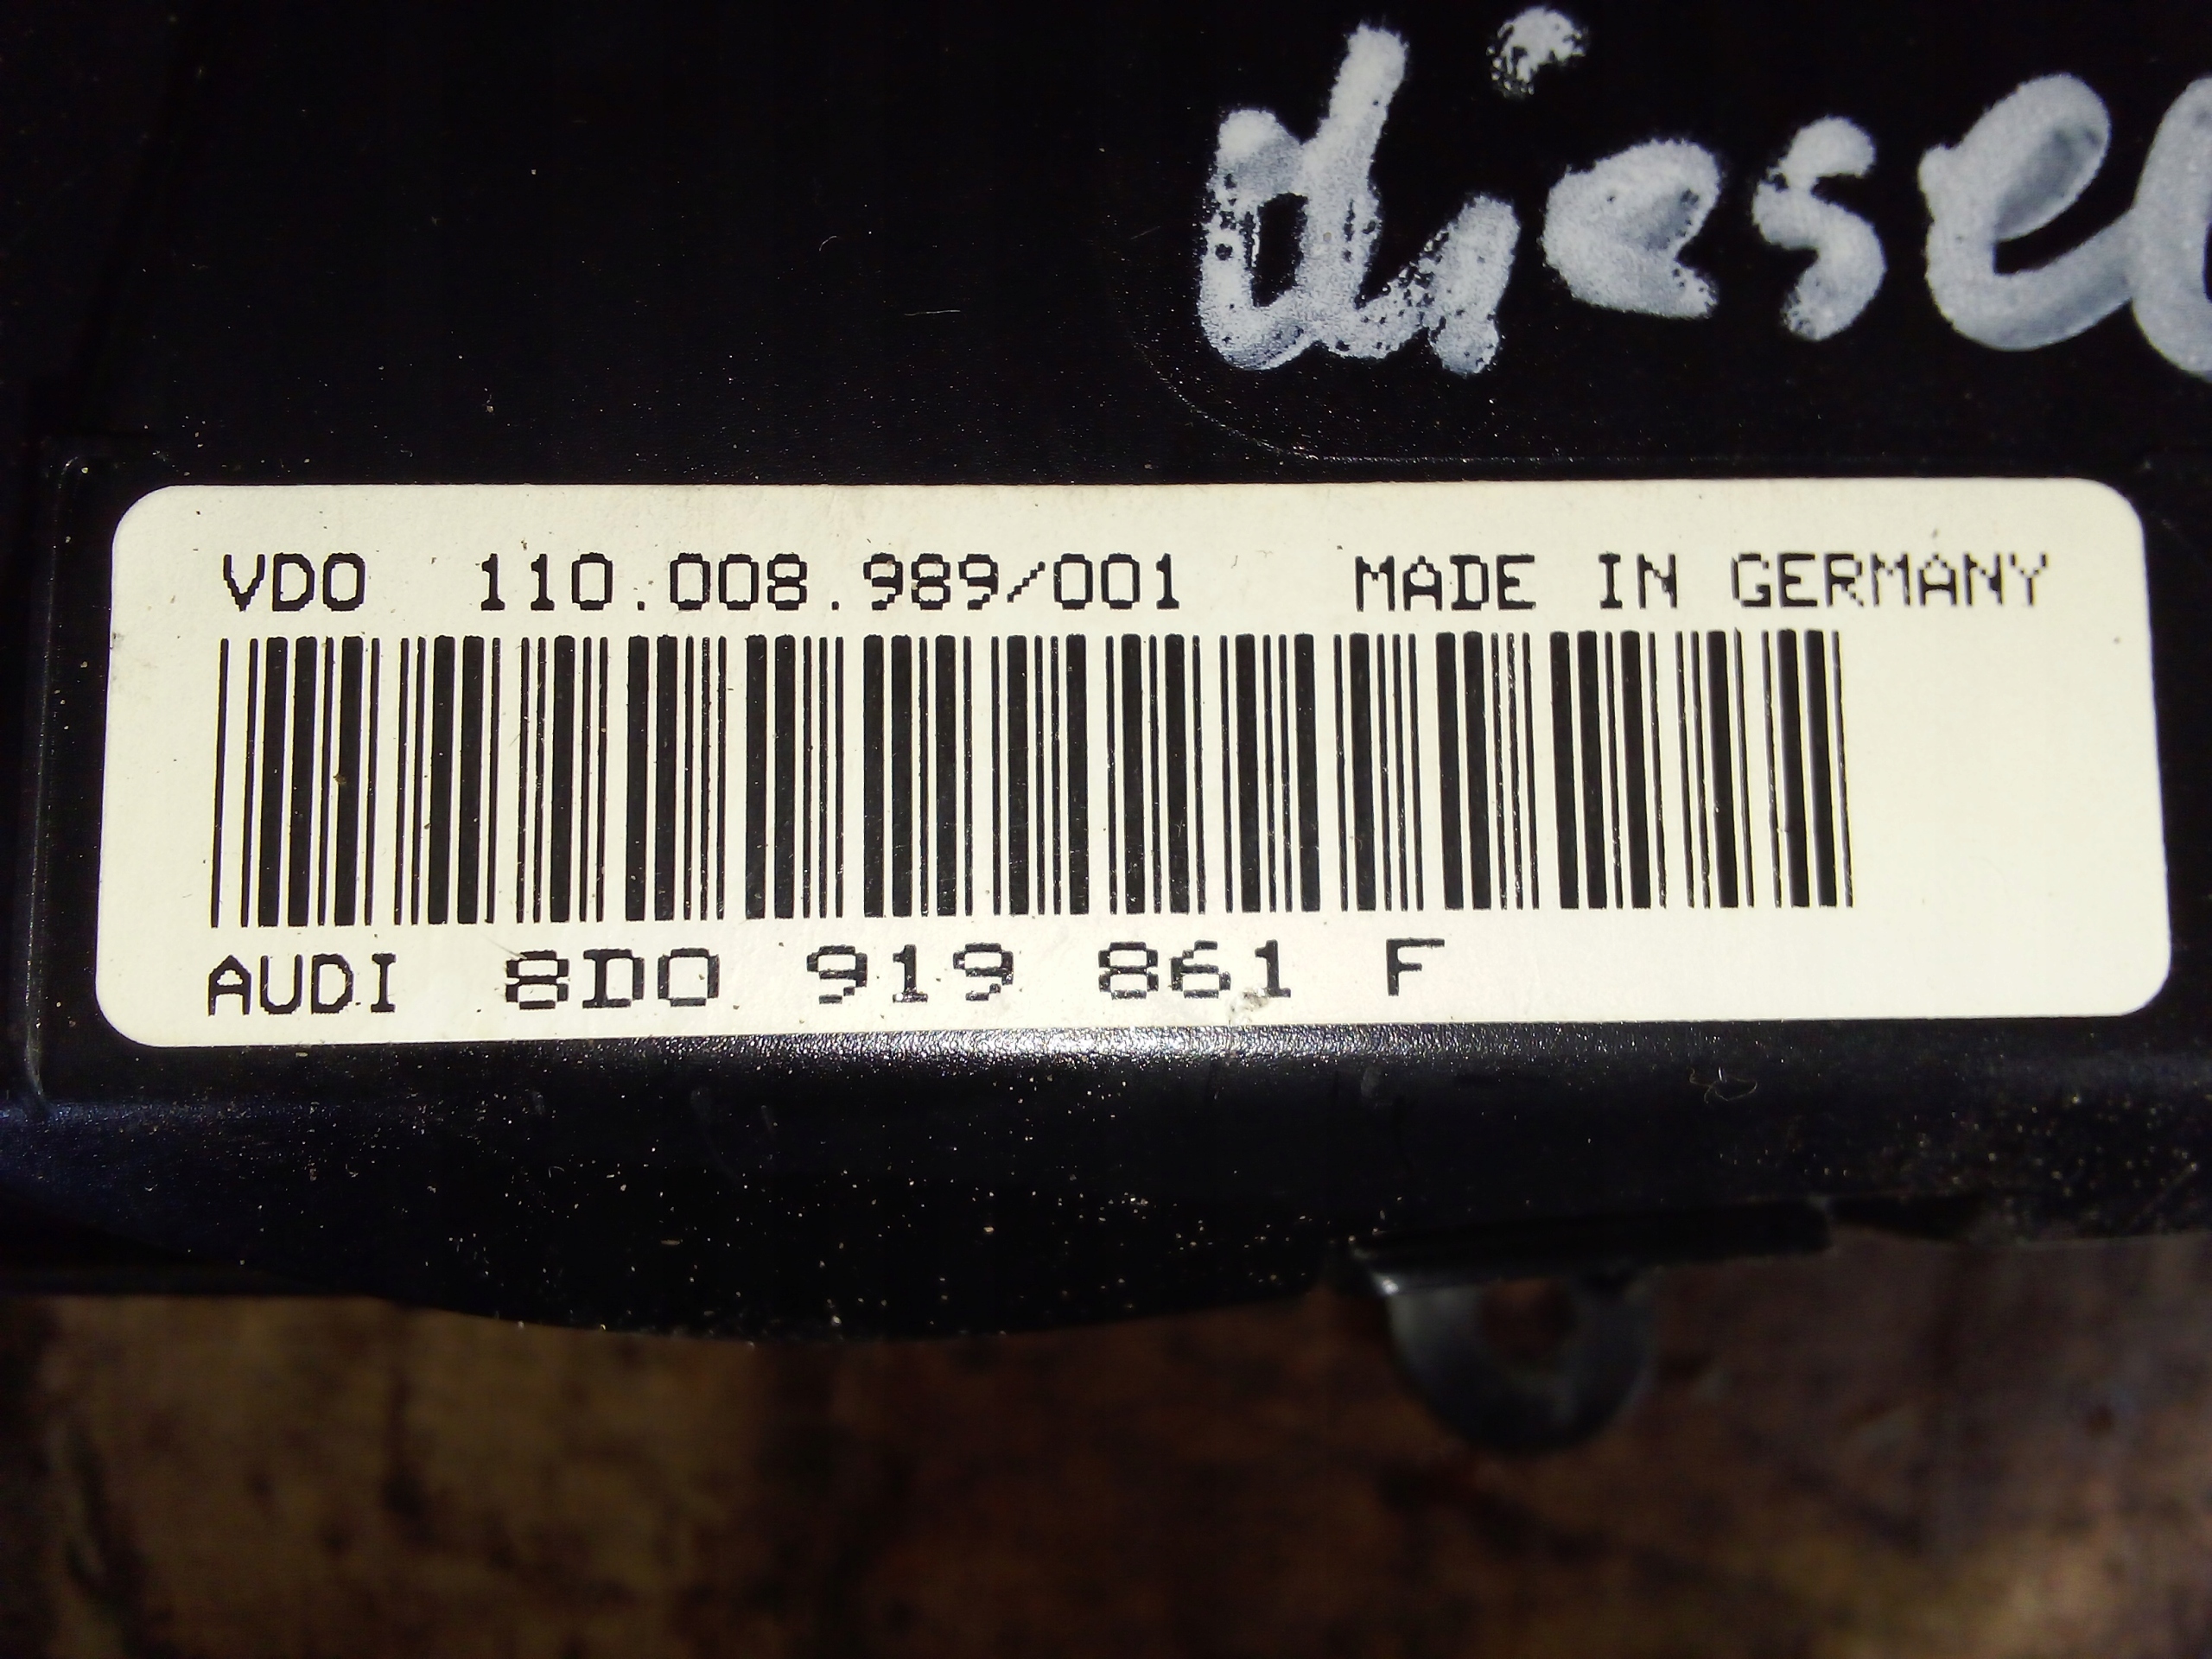 diesel
VDO 110.008.989/001 MADE IN GERMANY
AUDI 8D0 919 861 F